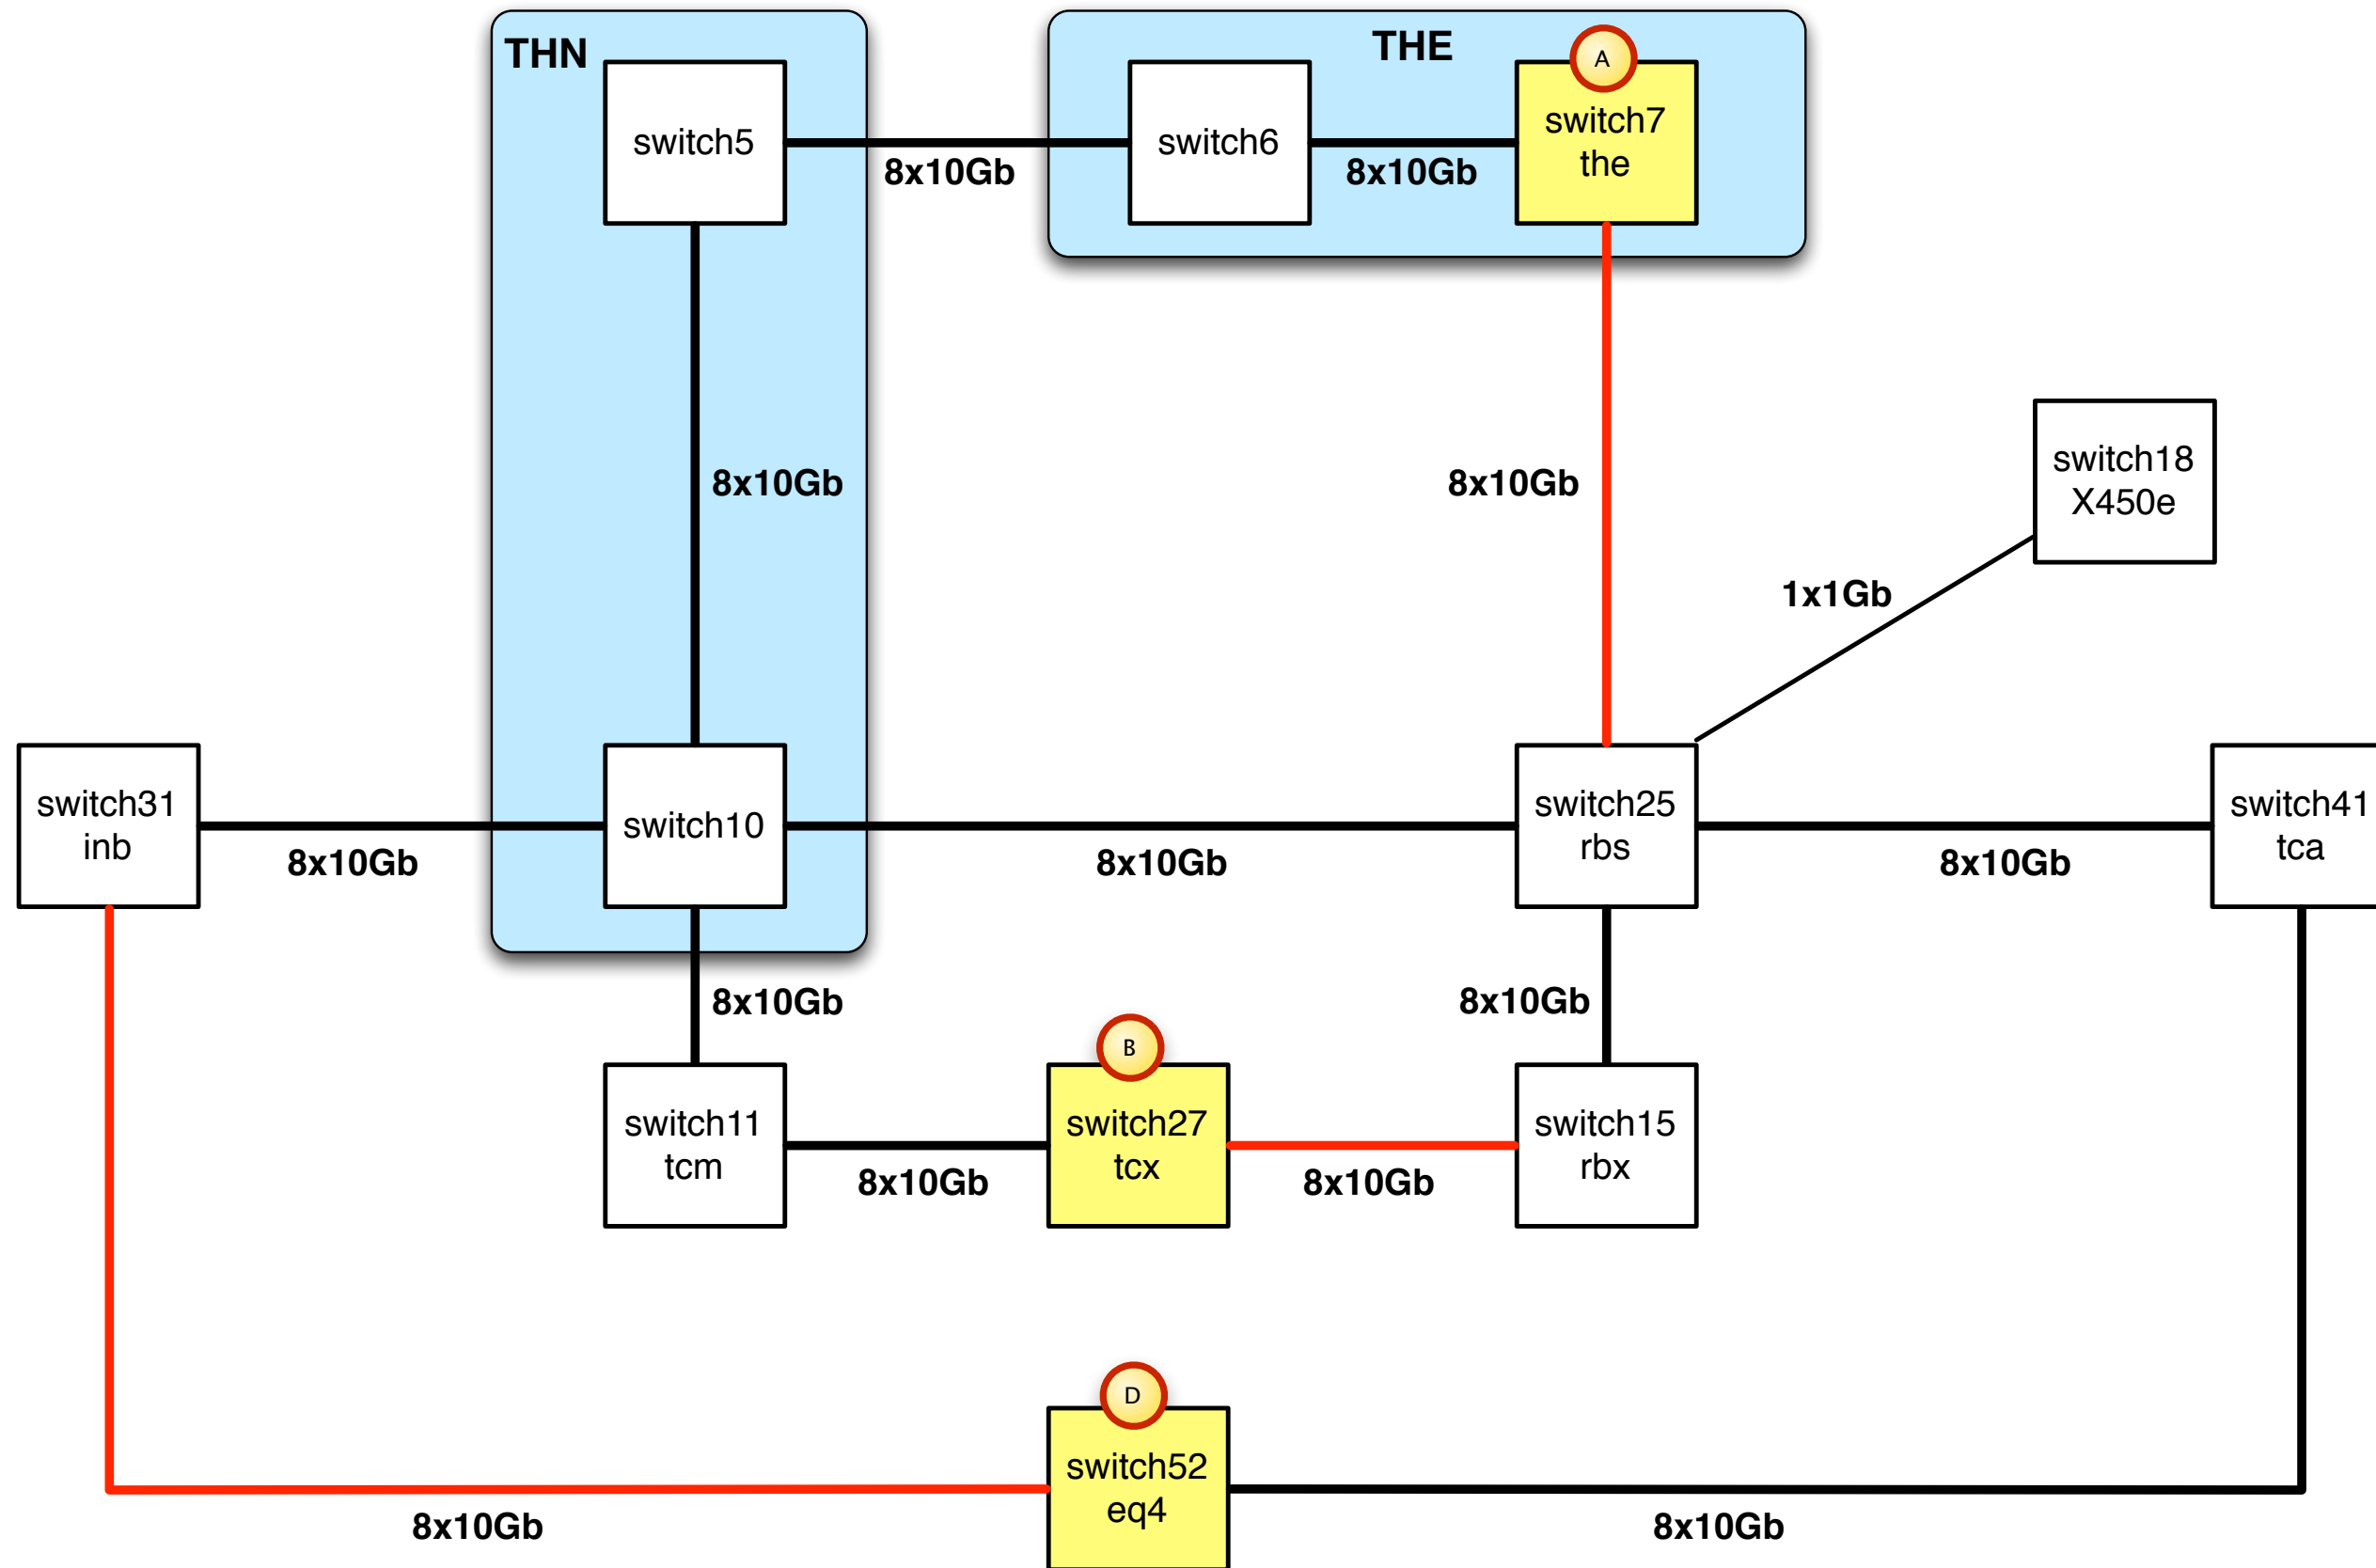 THN
THE
A
switch5
8x10Gb
switch6
8x10Gb
switch7
the
8x10Gb
8x10Gb
switch18
X450e
1x1Gb
switch31
inb
8x10Gb
switch10
8x10Gb
switch25
rbs
8x10Gb
switch41
tca
8x10Gb
8x10Gb
B
switch11
tcm
8x10Gb
switch27
tcx
8x10Gb
switch15
rbx
D
switch52
eq4
8x10Gb
8x10Gb